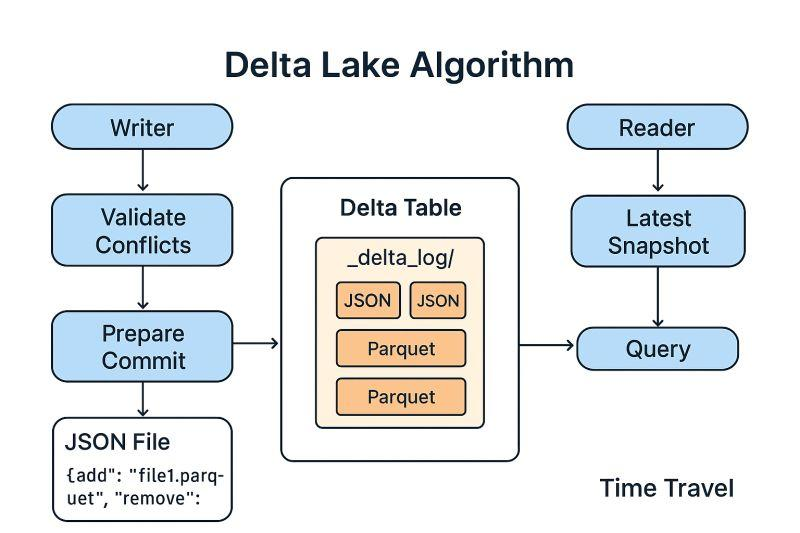 Delta Lake Algorithm
Writer
Validate
Conflicts
Prepare
Commit
JSON File
{add": "file1.parq-
uet", "remove":
Delta Table
_delta_log/
JSON
JSON
Parquet
Parquet
Reader
Latest
Snapshot
Query
Time Travel